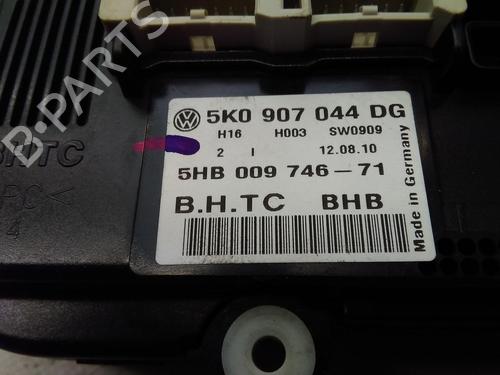 B-PARTS
VW 5K0 907 044 DG
H16 H003 SW0909
2 I 12.08.10
5HB 009 746-71
B.H.TC BHB
Made in Germany